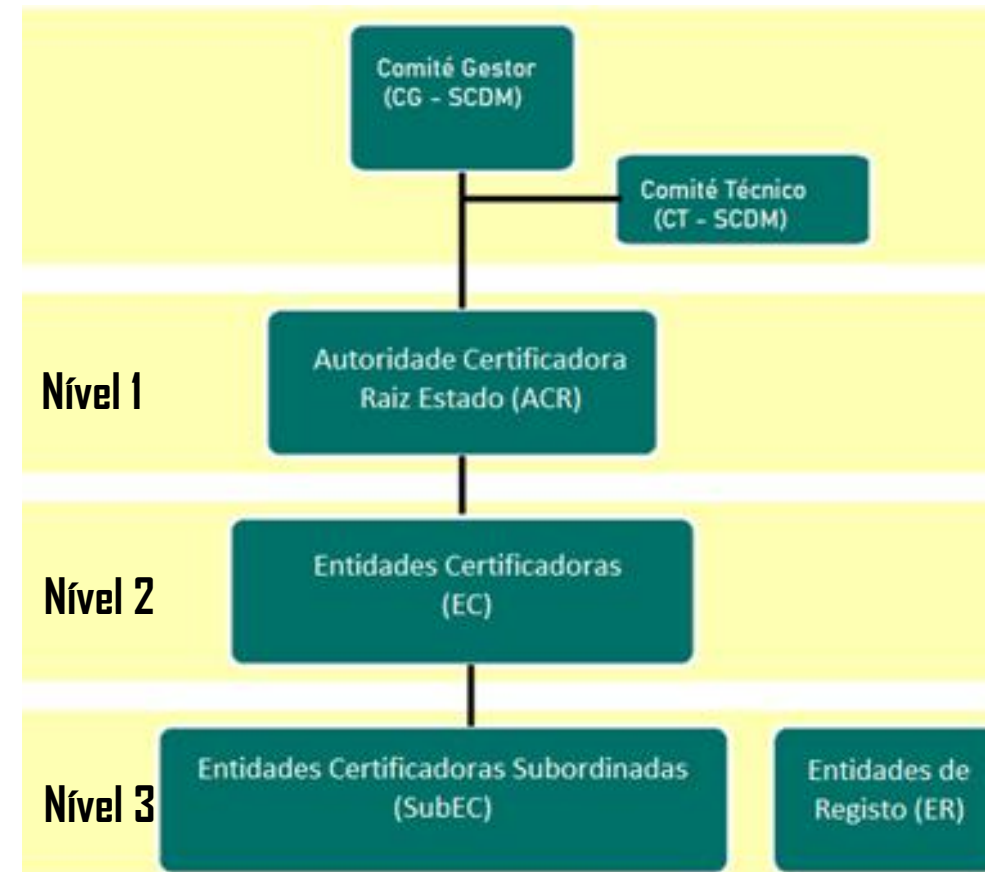 Comité Gestor
(CG - SCDM)
Comité Técnico
(CT - SCDM)
Nível 1
Autoridade Certificadora
Raiz Estado (ACR)
Nível 2
Entidades Certificadoras
(EC)
Nível 3
Entidades Certificadoras Subordinadas
(SubEC)
Entidades de
Registo (ER)